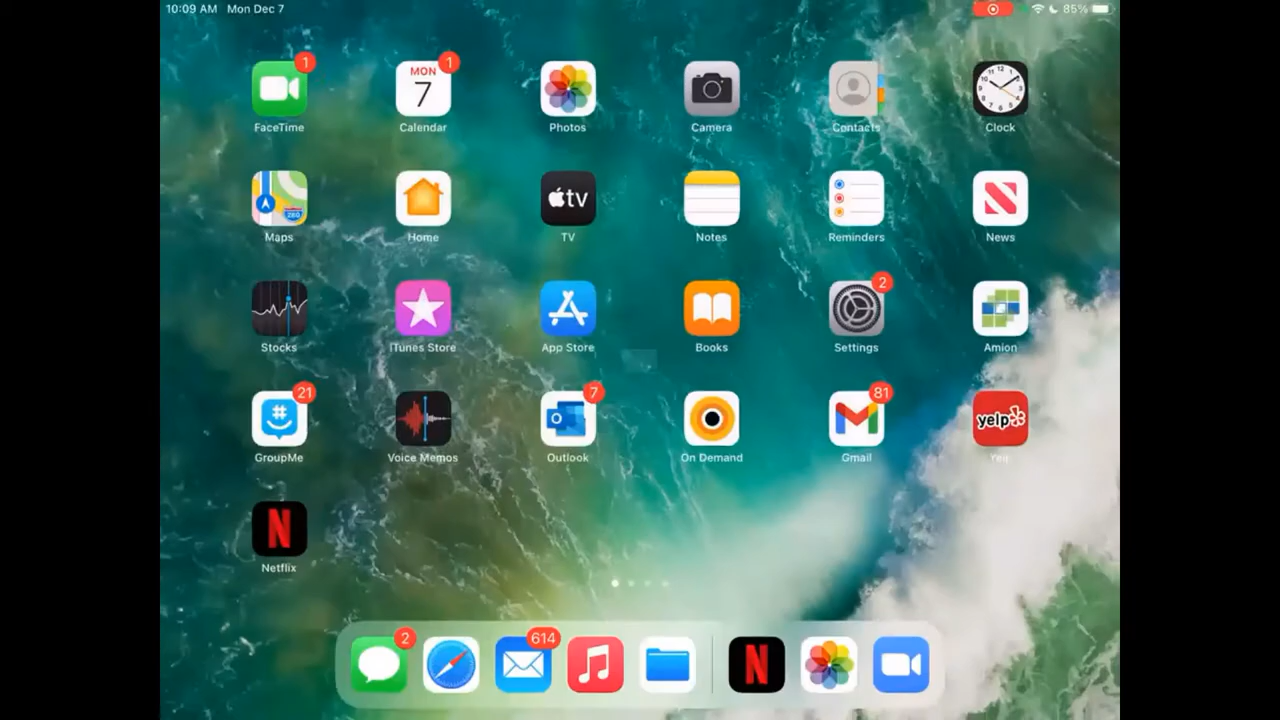 10:09 AM Mon Dec 7 85%
1 1
MON
7
FaceTime Calendar Photos Camera Contacts Clock
280
tv
Maps Home TV Notes Reminders News
2
Stocks iTunes Store App Store Books Settings Amion
21 7 81
# O yelp
GroupMe Voice Memos Outlook On Demand Gmail Yelp
N
Netflix
2 614
N